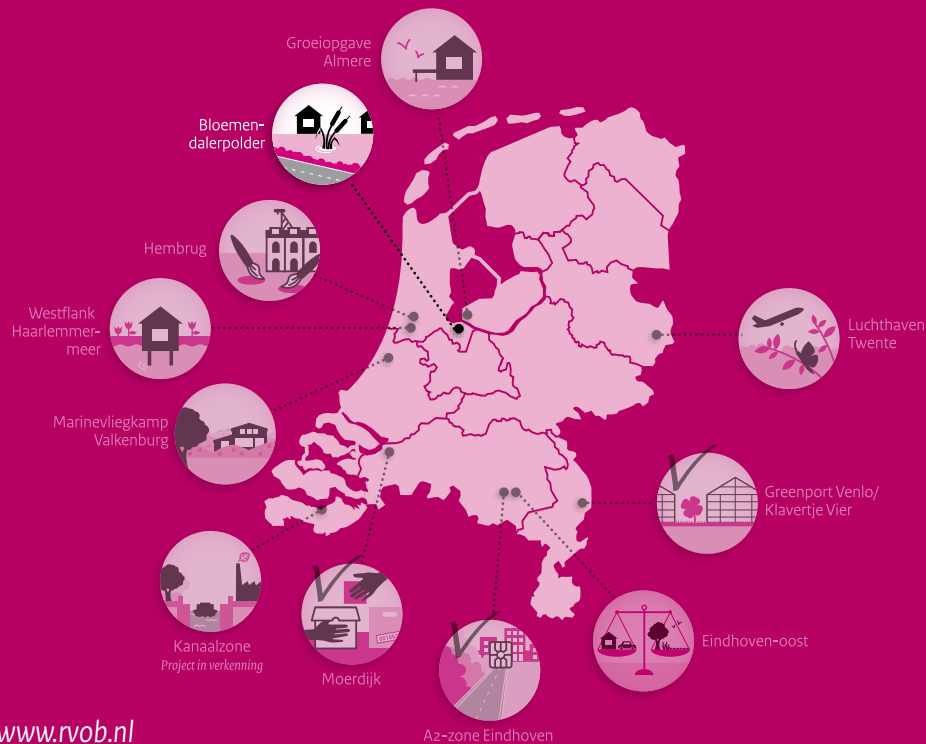 Groeiopgave
Almere
Bloemen-
dalerpolder
Hembrug
Westflank
Haarlemmer-
meer
Luchthaven
Twente
Marinevliegkamp
Valkenburg
Greenport Venlo/
Klavertje Vier
Kanaalzone
Project in verkenning
Moerdijk
Eindhoven-oost
A2-zone Eindhoven
www.rvob.nl